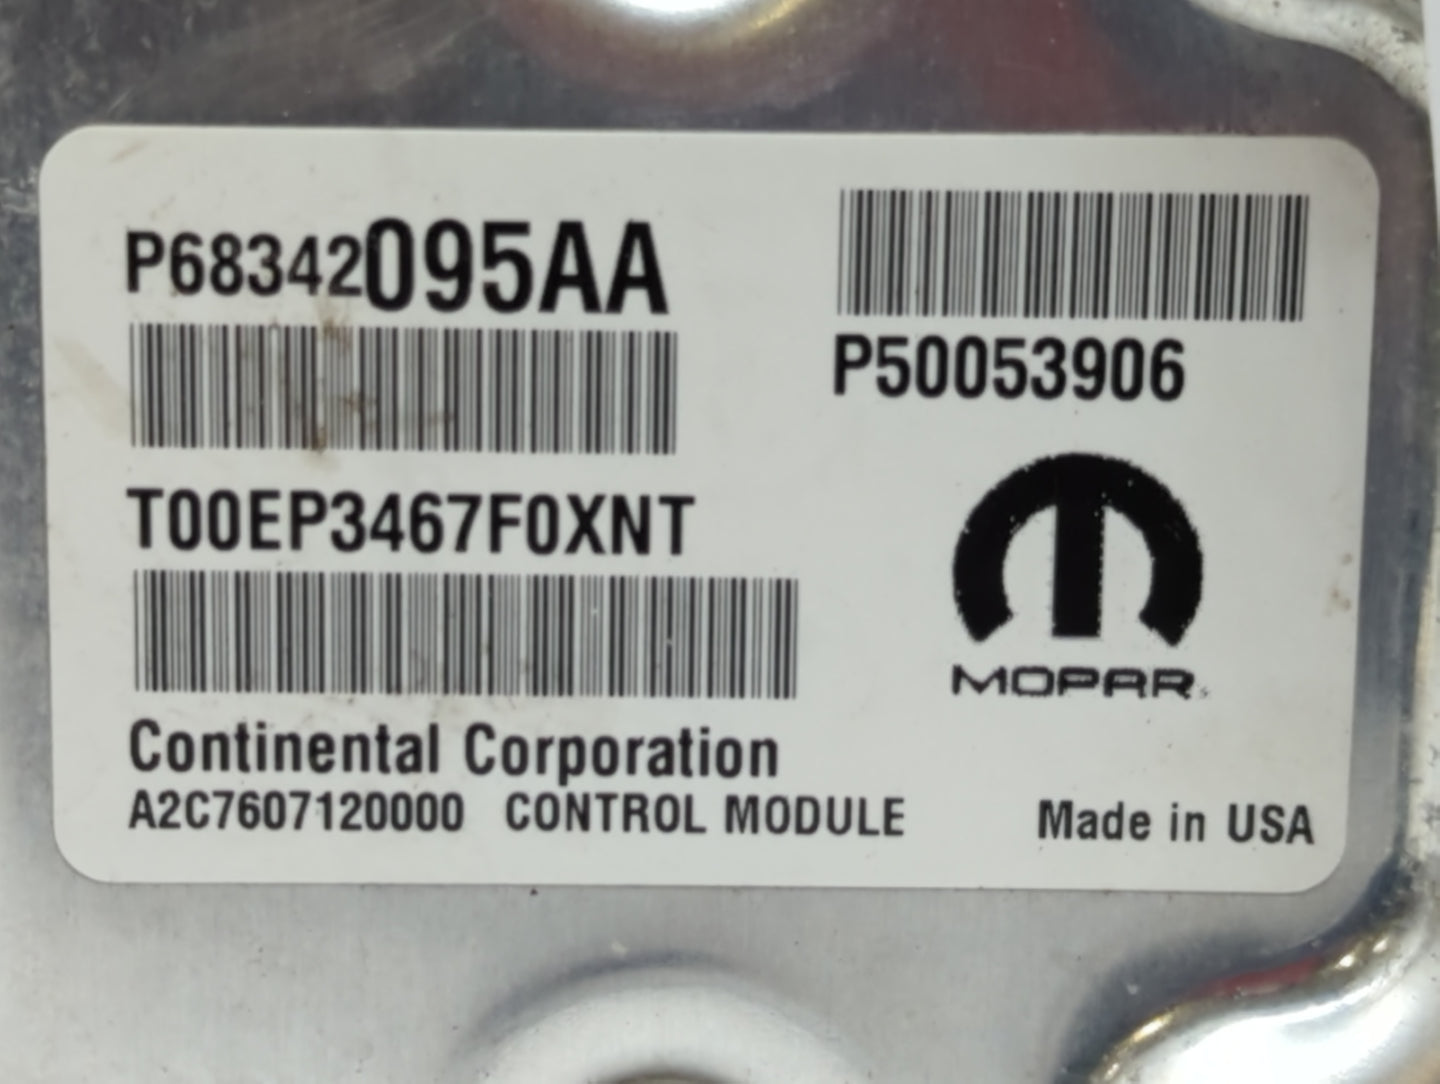 P68342095AA
P50053906
T00EP3467F0XNT
MOPAR
Continental Corporation
A2C7607120000 CONTROL MODULE
Made in USA